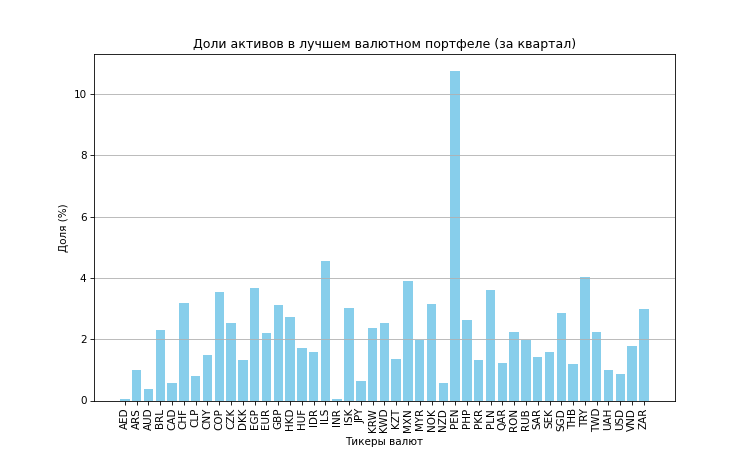 Доли активов в лучшем валютном портфеле (за квартал)
Доля (%)
10
8
6
4
2
0
AED ARS AUD BRL CAD CHF CLP CNY COP CZK DKK EGP EUR GBP HKD HUF IDR ILS INR ISK JPY KRW KWD KZT MXN MYR NOK NZD PEN PHP PKR PLN QAR RON RUB SAR SEK SGD THB TRY TWD UAH USD VND ZAR
Тикеры валют